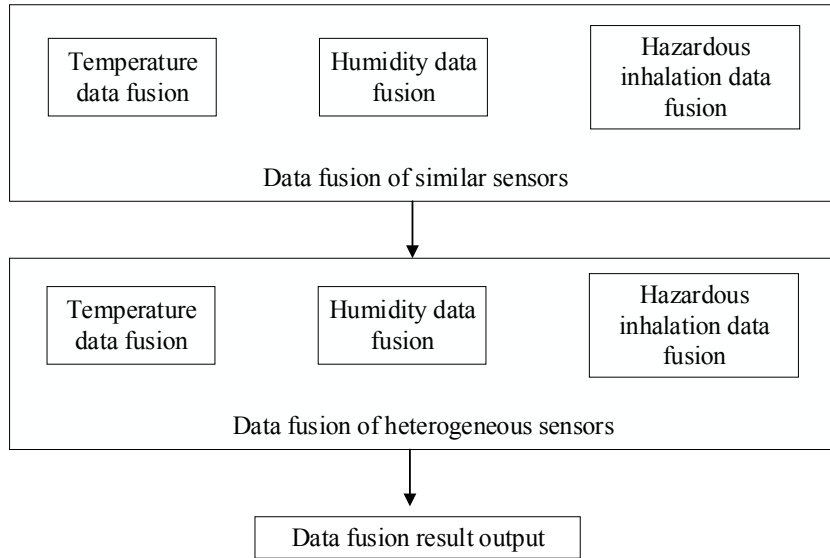 Temperature
data fusion
Humidity data
fusion
Hazardous
inhalation data
fusion
Data fusion of similar sensors
Temperature
data fusion
Humidity data
fusion
Hazardous
inhalation data
fusion
Data fusion of heterogeneous sensors
Data fusion result output